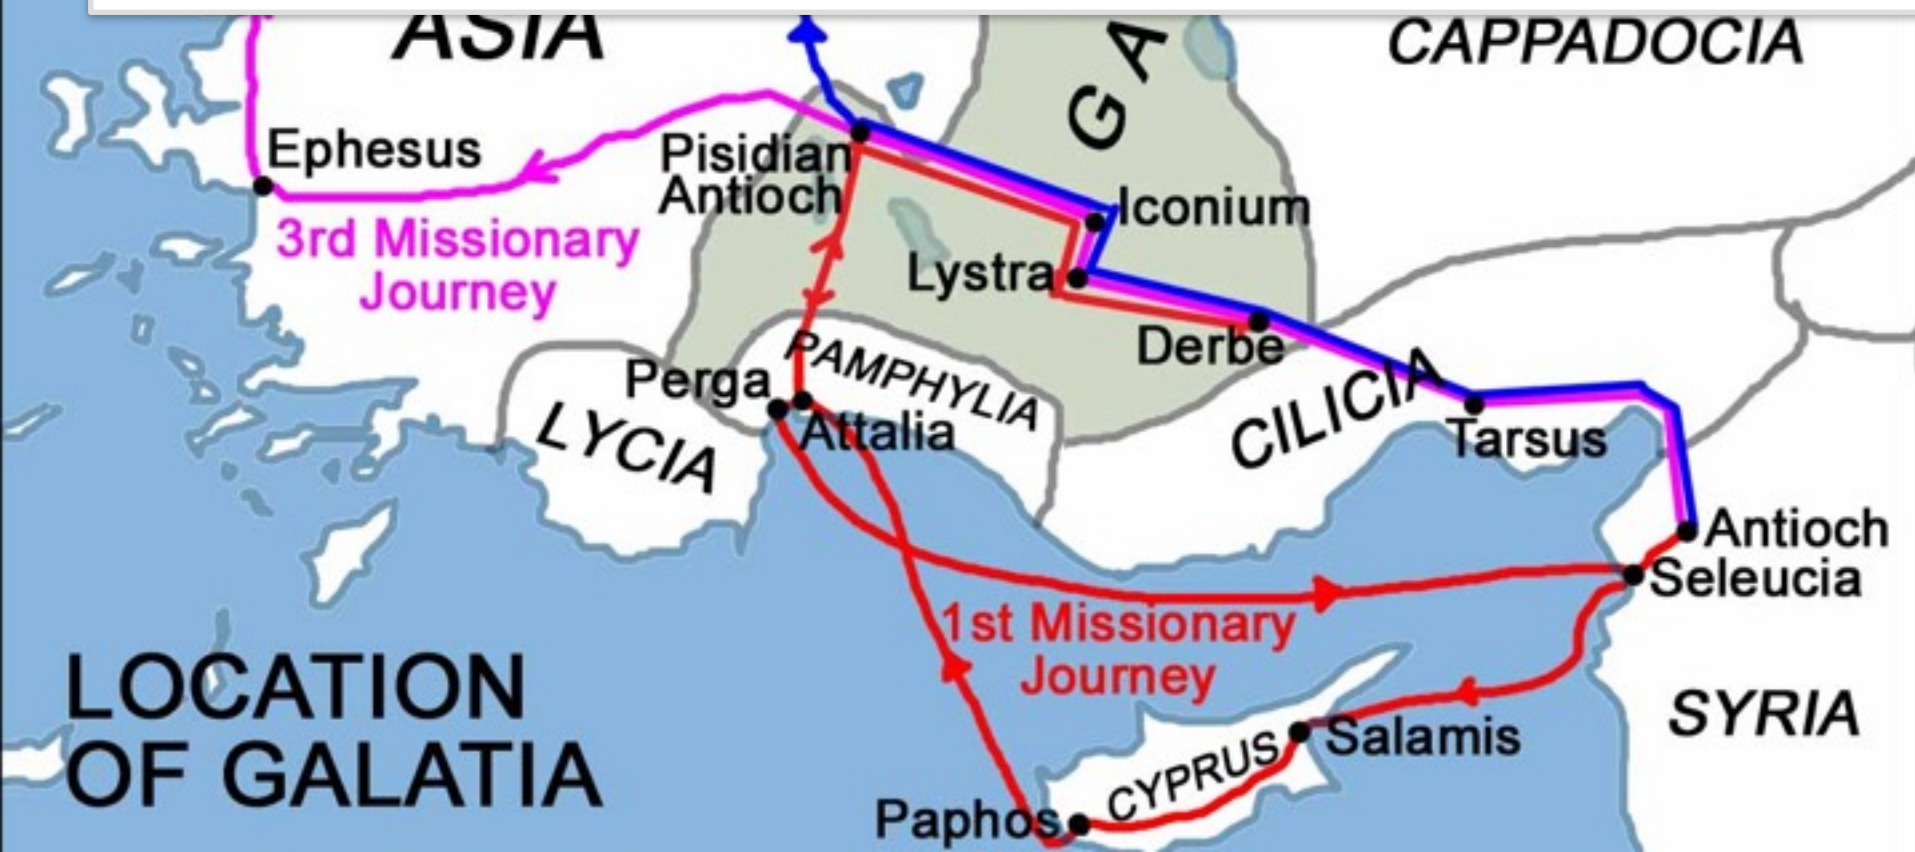 ASIA
G A
CAPPADOCIA
Ephesus
Pisidian
Antioch
Iconium
3rd Missionary
Journey
Lystra
Derbe
PAMPHYLIA
Perga
Attalia
LYCIA
CILICIA
Tarsus
Antioch
Seleucia
1st Missionary
Journey
LOCATION
OF GALATIA
SYRIA
Salamis
CYPRUS
Paphos